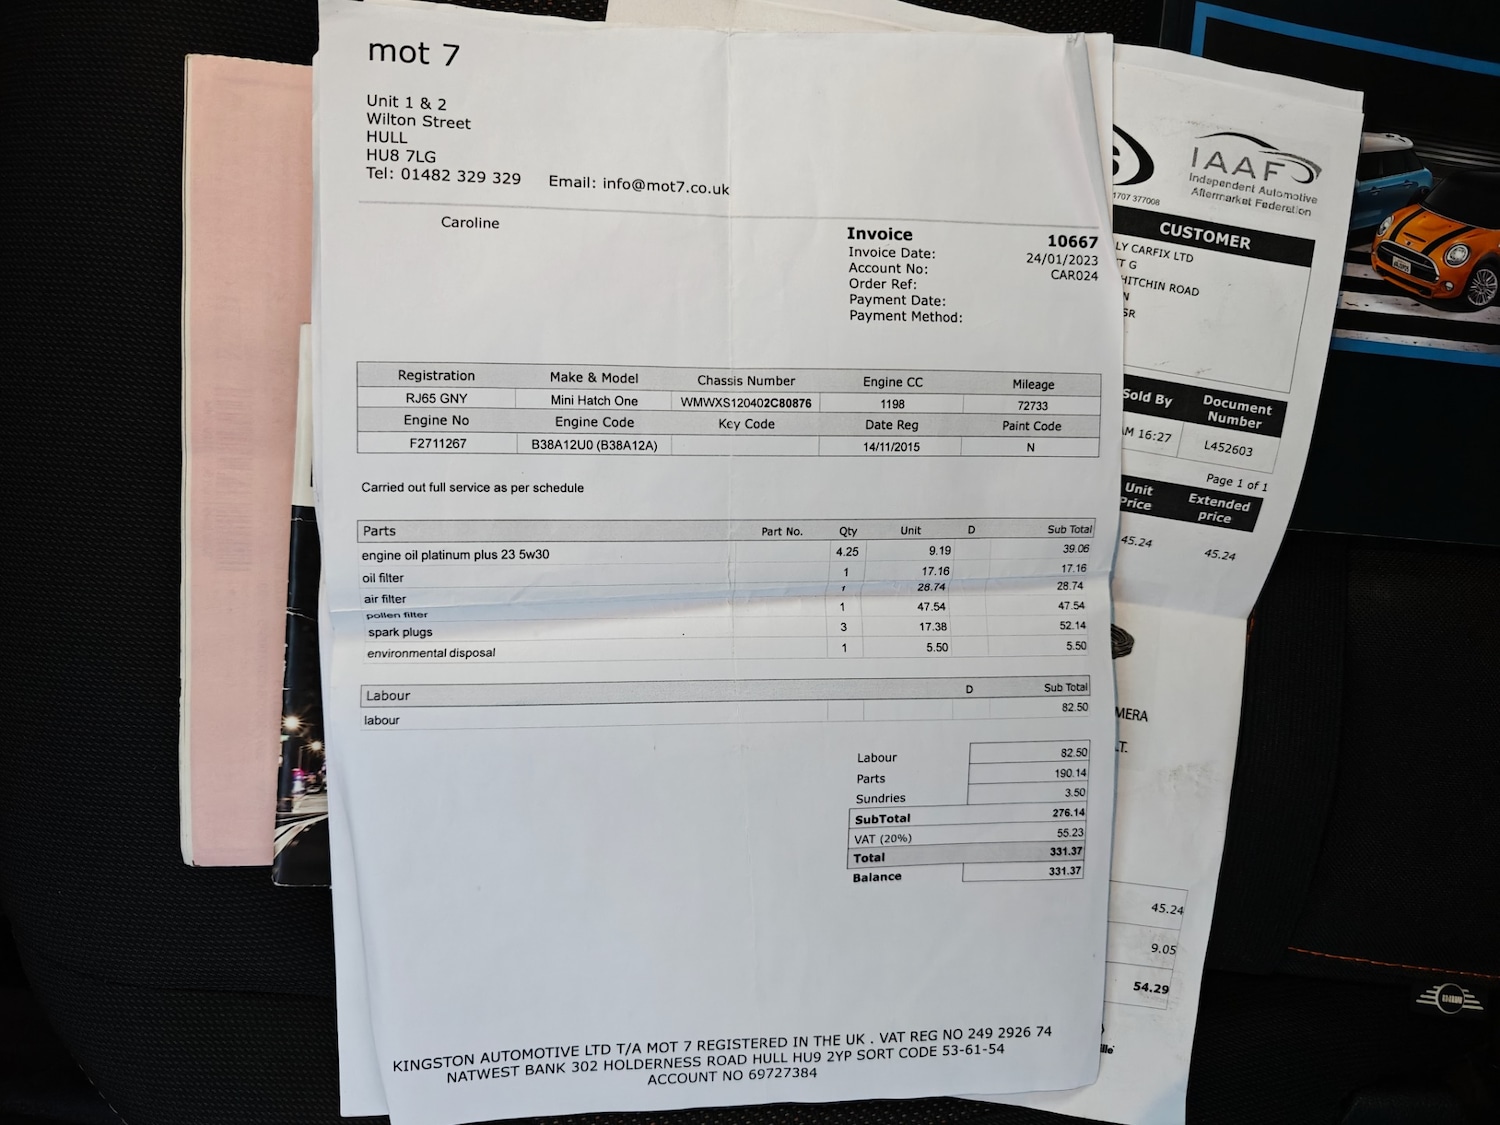 mot 7
Unit 1 & 2
Wilton Street
HULL
HU8 7LG
Tel: 01482 329 329 Email: info@mot7.co.uk
Caroline
Invoice 10667
Invoice Date: 24/01/2023
Account No: CAR024
Order Ref:
Payment Date:
Payment Method:
Registration Make & Model Chassis Number Engine CC Mileage
RJ65 GNY Mini Hatch One WMWXS120402C80876 1198 72733
Engine No Engine Code Key Code Date Reg Paint Code
F2711267 B38A12U0 (B38A12A) 14/11/2015 N
Carried out full service as per schedule
Parts Part No. Qty Unit D Sub Total
engine oil platinum plus 23 5w30 4.25 9.19 39.06
oil filter 1 17.16 17.16
air filter 1 28.74 28.74
pollen filter 1 47.54 47.54
spark plugs 3 17.38 52.14
environmental disposal 1 5.50 5.50
Labour D Sub Total
labour 82.50
Labour 82.50
Parts 190.14
Sundries 3.50
SubTotal 276.14
VAT (20%) 55.23
Total 331.37
Balance 331.37
KINGSTON AUTOMOTIVE LTD T/A MOT 7 REGISTERED IN THE UK . VAT REG NO 249 2926 74
NATWEST BANK 302 HOLDERNESS ROAD HULL HU9 2YP SORT CODE 53-61-54
ACCOUNT NO 69727384
S
IAAF
Independent Automotive
Aftermarket Federation
1707 377008
CUSTOMER
LY CARFIX LTD
T G
HITCHIN ROAD
N
SR
Sold By Document
Number
AM 16:27 L452603
Page 1 of 1
Unit
Price Extended
price
45.24 45.24
MERA
LT.
45.24
9.05
54.29
MINI